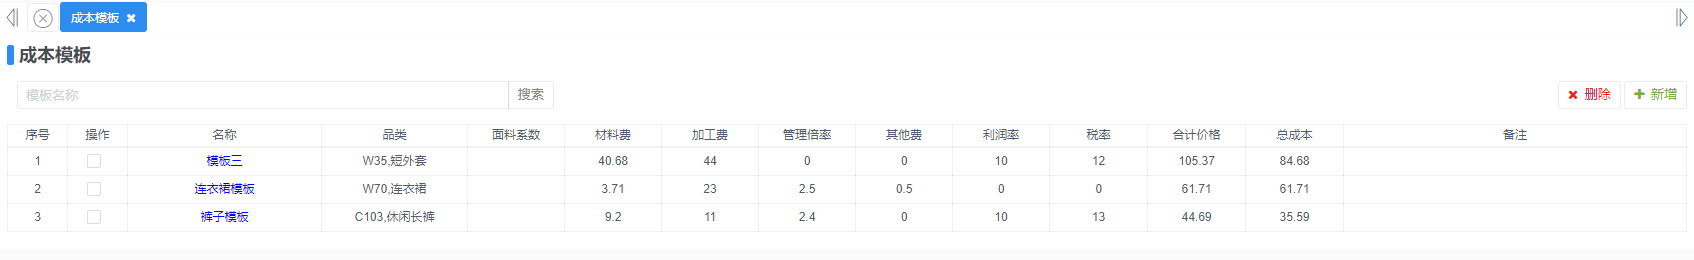 成本模板
成本模板
模板名称 搜索 删除 新增
序号 操作 名称 品类 面料系数 材料费 加工费 管理倍率 其他费 利润率 税率 合计价格 总成本 备注
1 模板三 W35,短外套 40.68 44 0 0 10 12 105.37 84.68
2 连衣裙模板 W70,连衣裙 3.71 23 2.5 0.5 0 0 61.71 61.71
3 裤子模板 C103,休闲长裤 9.2 11 2.4 0 10 13 44.69 35.59